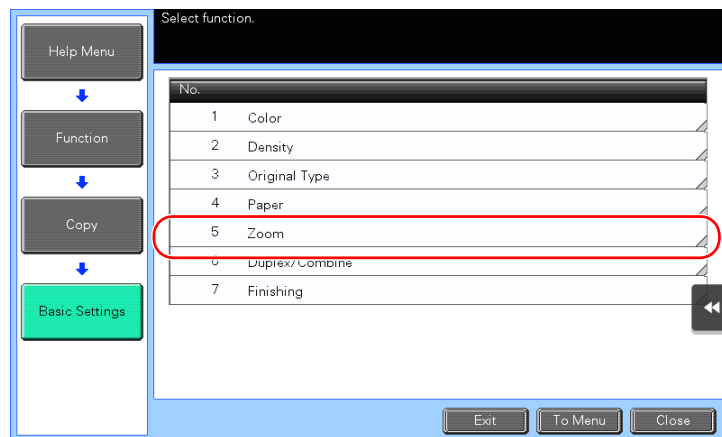 Select function.
Help Menu
Function
Copy
Basic Settings
No.
1 Color
2 Density
3 Original Type
4 Paper
5 Zoom
6 Duplex/Combine
7 Finishing
Exit To Menu Close